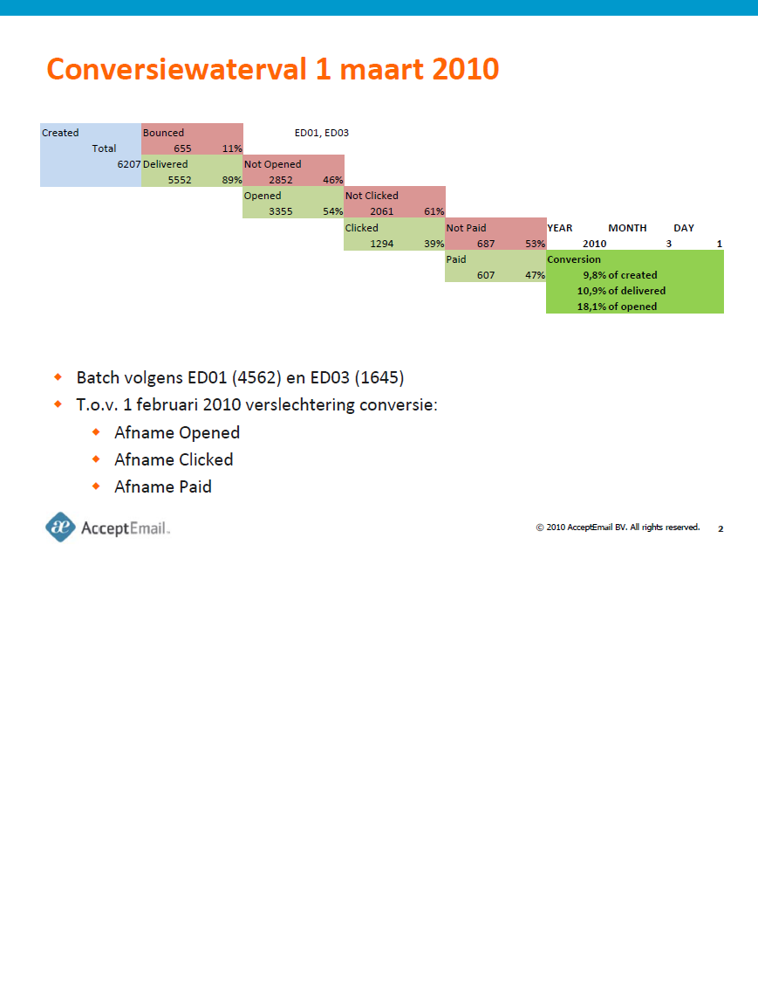 Conversiewaterval 1 maart 2010
Created Bounced ED01, ED03
Total 655 11%
6207 Delivered Not Opened
5552 89% 2852 46%
Opened Not Clicked
3355 54% 2061 61%
Clicked Not Paid YEAR MONTH DAY
1294 39% 687 53% 2010 3 1
Paid Conversion
607 47% 9,8% of created
10,9% of delivered
18,1% of opened
Batch volgens ED01 (4562) en ED03 (1645)
T.o.v. 1 februari 2010 verslechtering conversie:
Afname Opened
Afname Clicked
Afname Paid
æ AcceptEmail™
© 2010 AcceptEmail BV. All rights reserved. 2